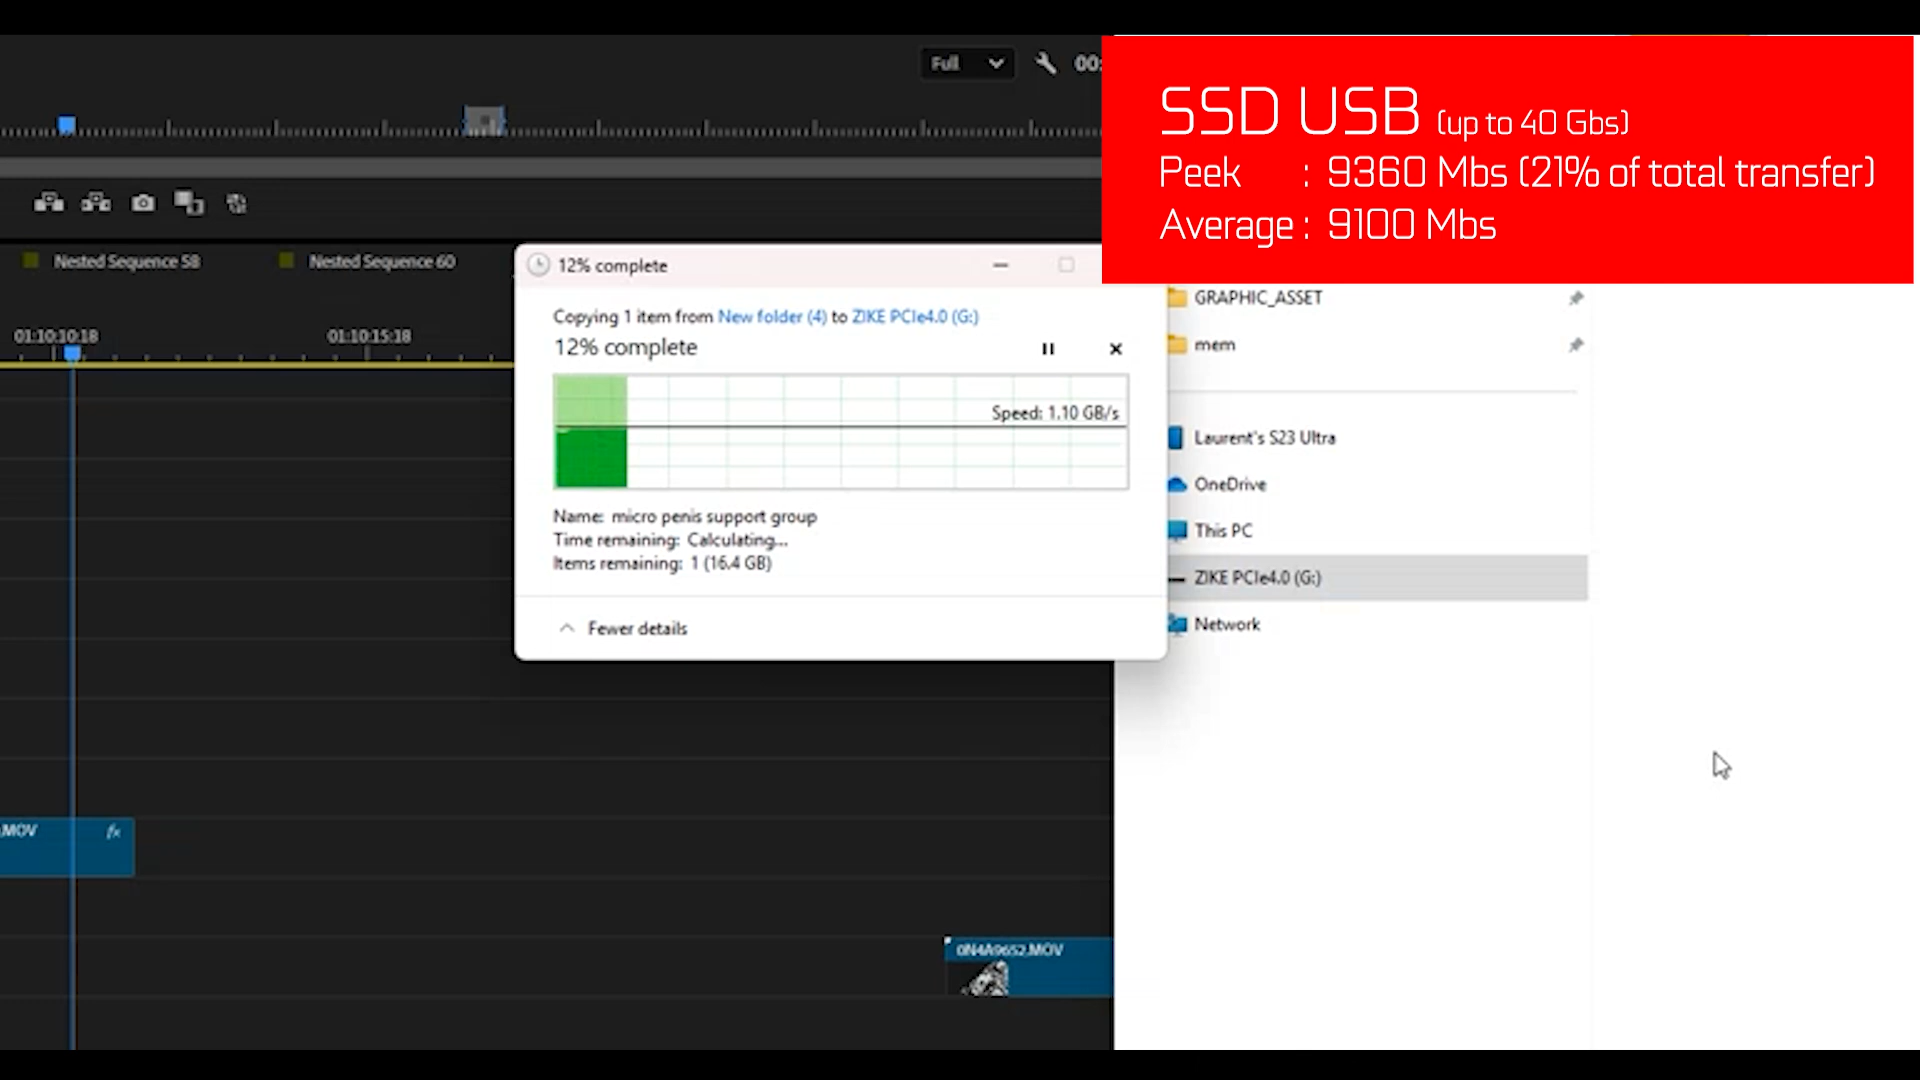 Full
00:
SSD USB (up to 40 Gbs)
Peek : 9360 Mbs (21% of total transfer)
Average : 9100 Mbs
Nested Sequence 58
Nested Sequence 60
01:10:10:18
01:10:15:18
12% complete
Copying 1 item from New folder (4) to ZIKE PCIe4.0 (G:)
12% complete
Speed: 1.10 GB/s
Name: micro penis support group
Time remaining: Calculating...
Items remaining: 1 (16.4 GB)
Fewer details
GRAPHIC_ASSET
mem
Laurent's S23 Ultra
OneDrive
This PC
ZIKE PCIe4.0 (G:)
Network
.MOV fx
0N4A9652.MOV